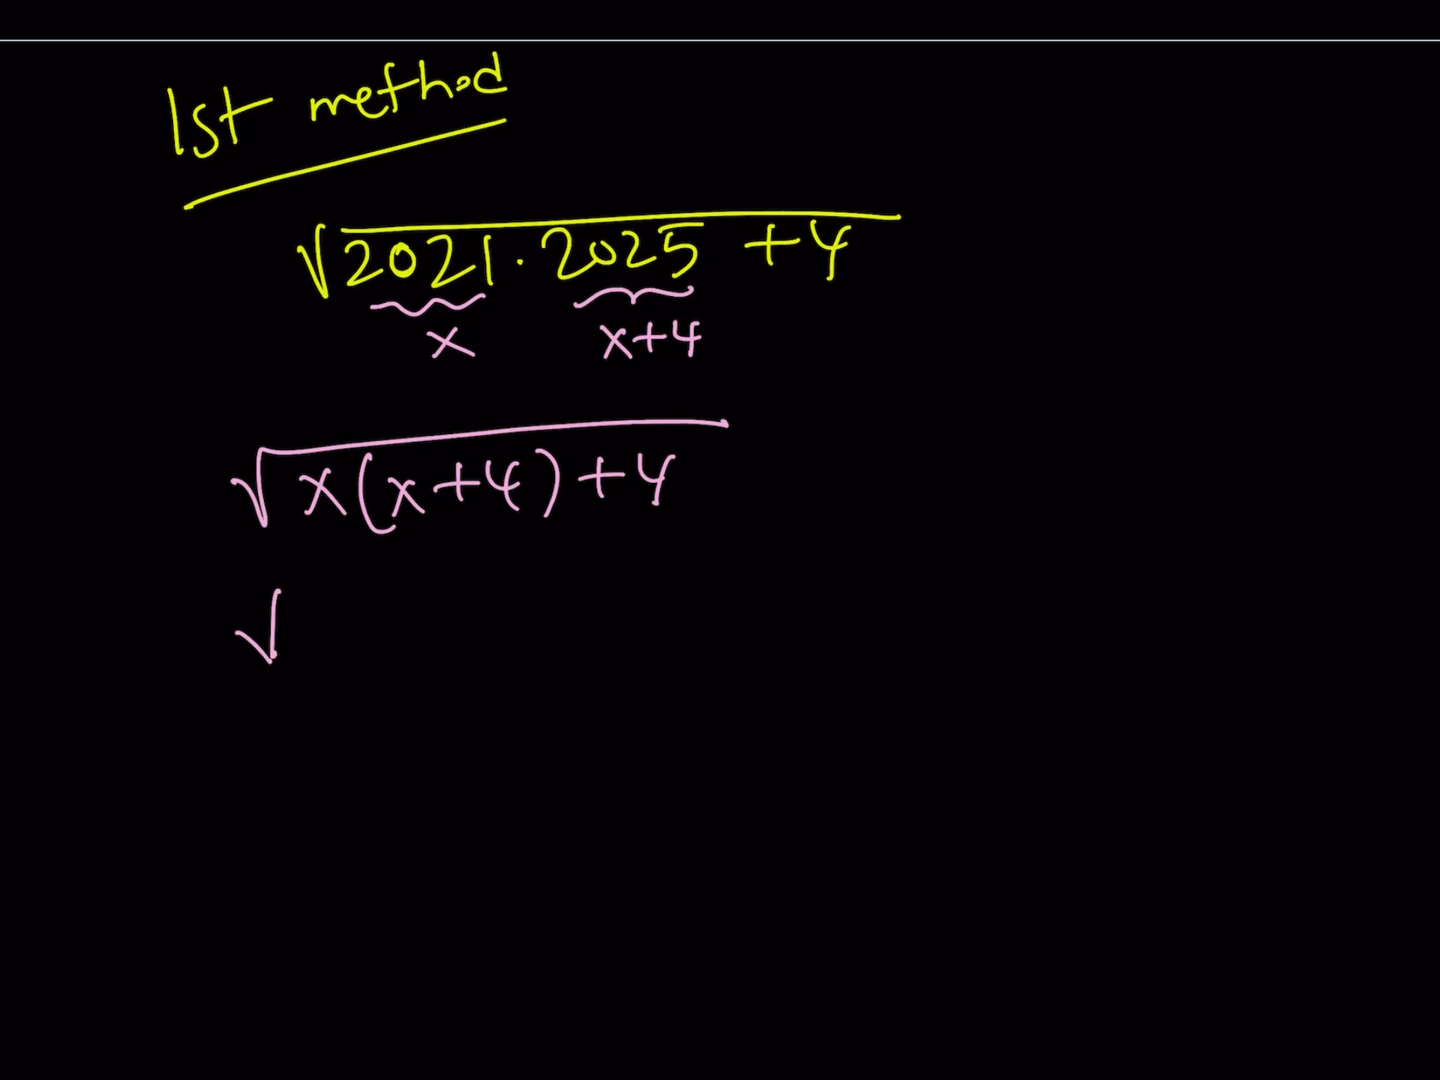 1st method
√2021·2025 +4
x x+4
√x(x+4)+4
√